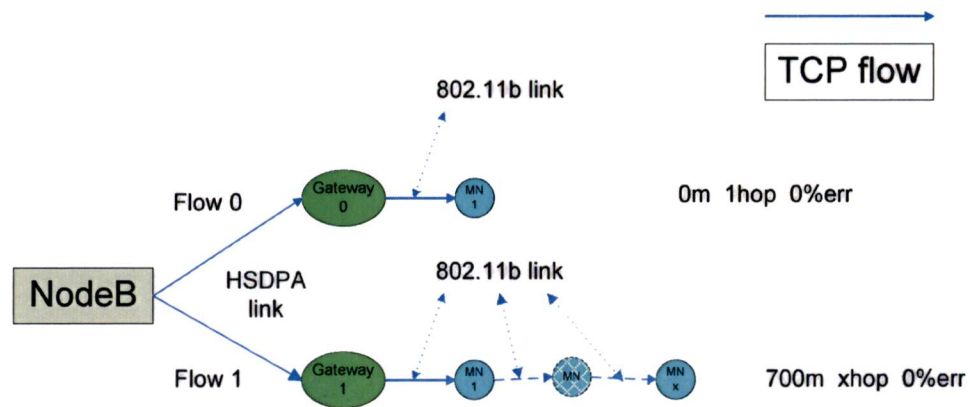 TCP flow
802.11b link
Flow 0
Gateway
0
MN
1
0m 1hop 0%err
NodeB
HSDPA
link
802.11b link
Flow 1
Gateway
1
MN
1
MN
MN
x
700m xhop 0%err